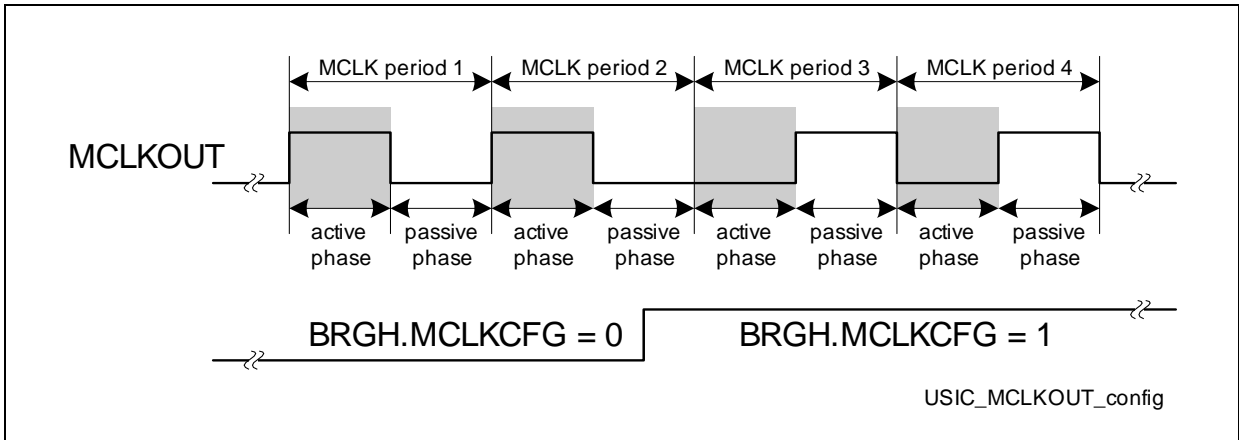 MCLK period 1 MCLK period 2 MCLK period 3 MCLK period 4
MCLKOUT
active passive active passive active passive active passive
phase phase phase phase phase phase phase phase
BRGH.MCLKCFG = 0 BRGH.MCLKCFG = 1
USIC_MCLKOUT_config